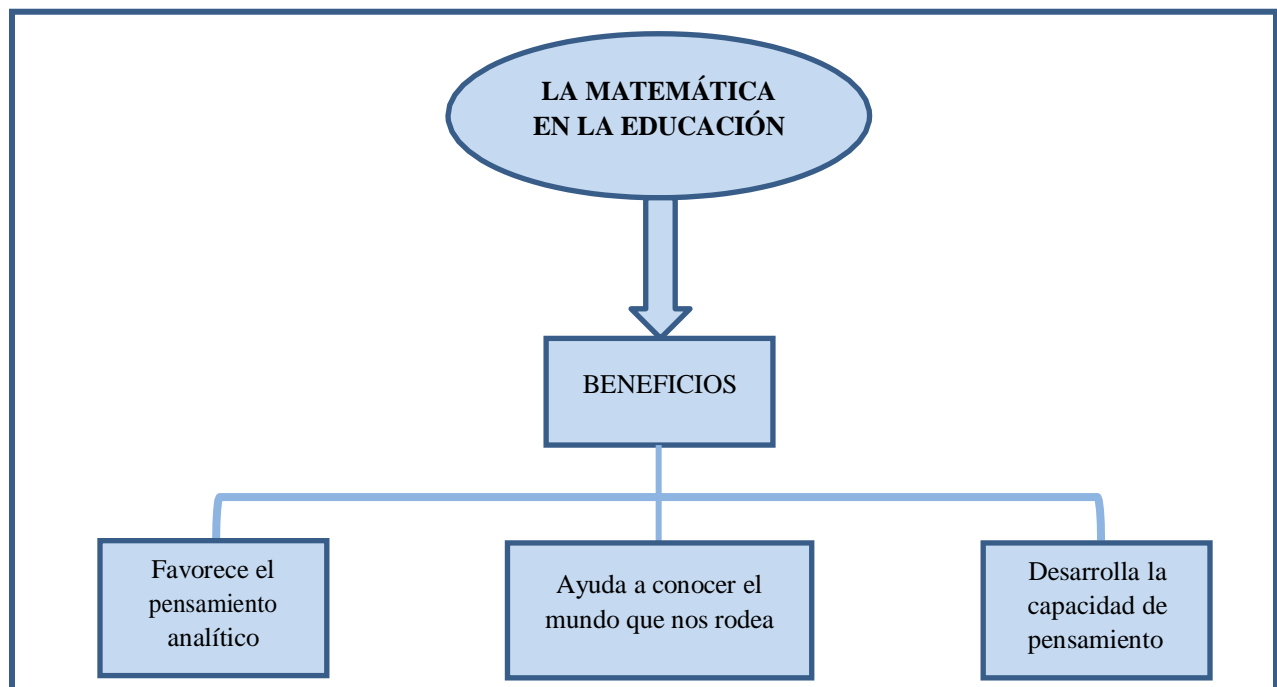 LA MATEMÁTICA
EN LA EDUCACIÓN
BENEFICIOS
Favorece el
pensamiento
analítico
Ayuda a conocer el
mundo que nos rodea
Desarrolla la
capacidad de
pensamiento